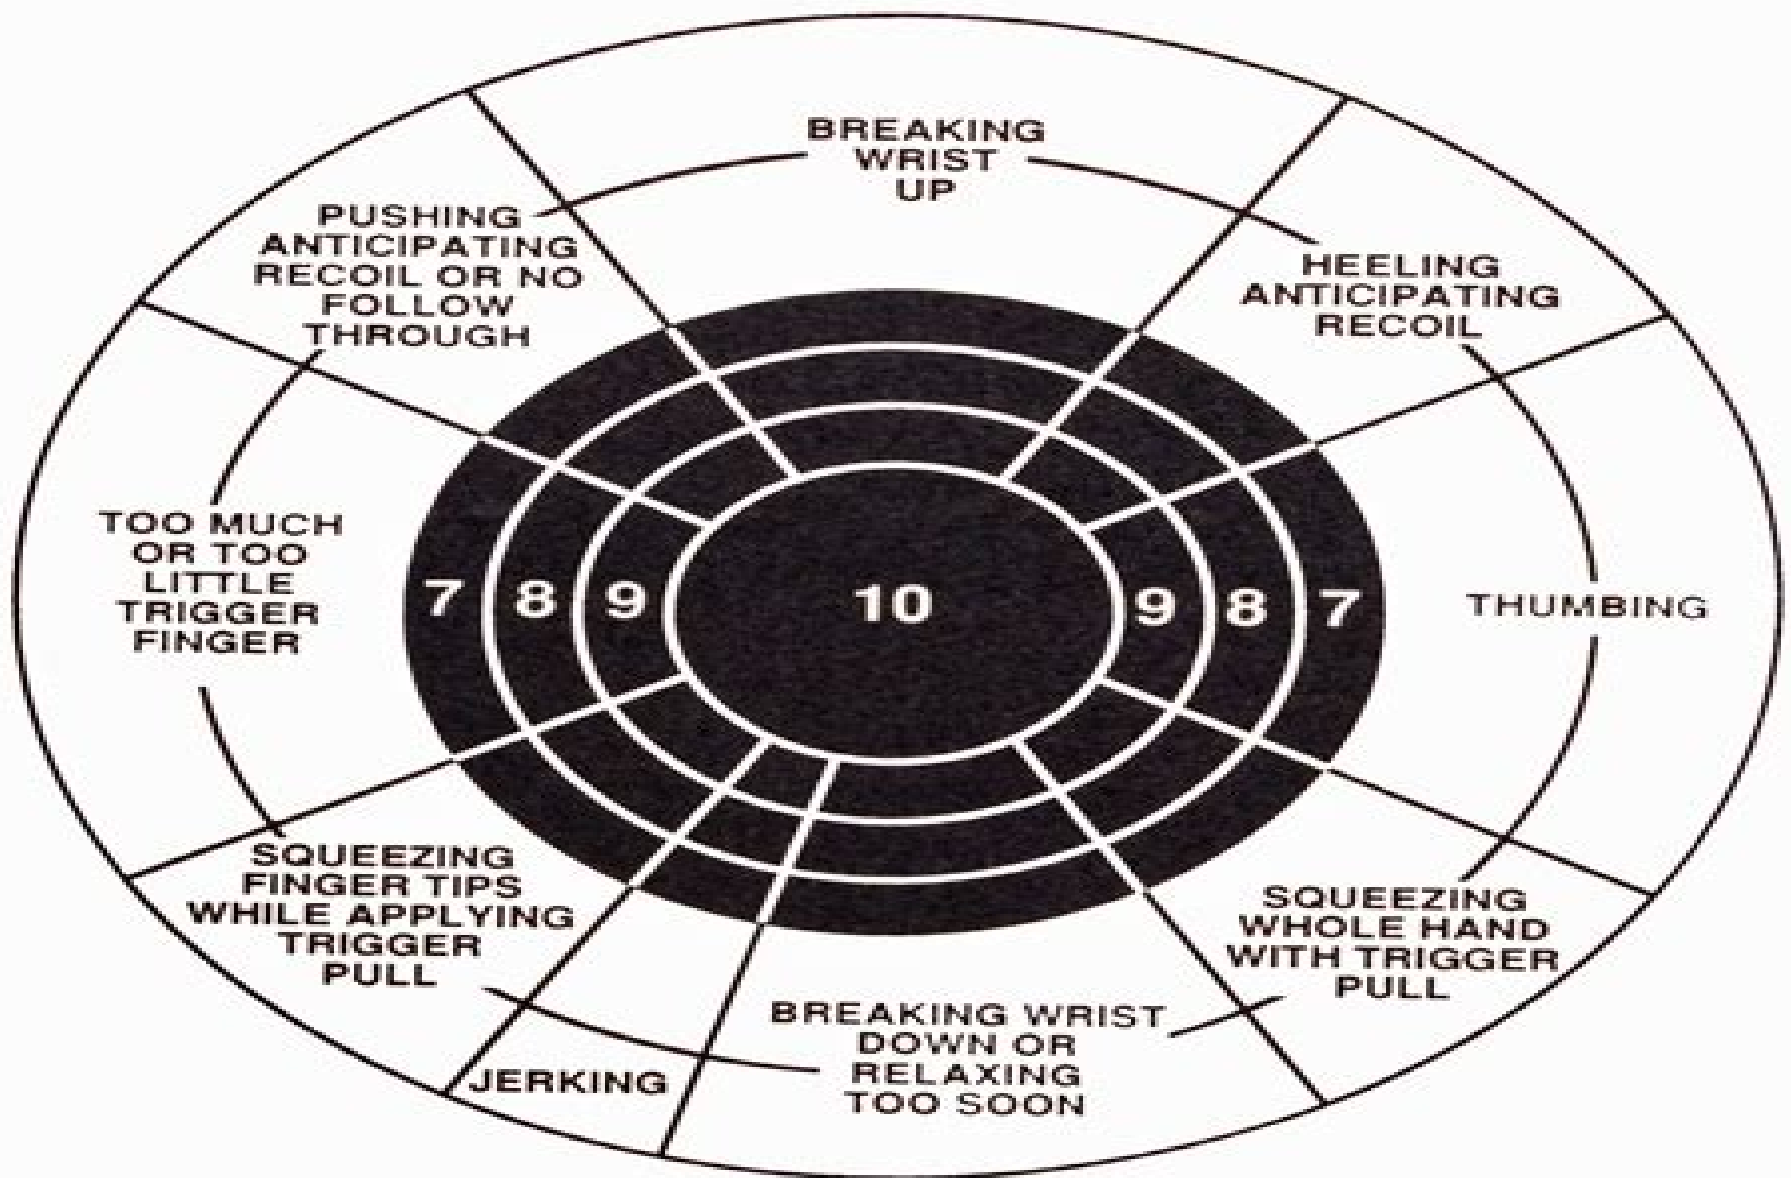 BREAKING
WRIST
UP
PUSHING
ANTICIPATING
RECOIL OR NO
FOLLOW
THROUGH
HEELING
ANTICIPATING
RECOIL
TOO MUCH
OR TOO
LITTLE
TRIGGER
FINGER
7 8 9 10 9 8 7
THUMBING
SQUEEZING
FINGER TIPS
WHILE APPLYING
TRIGGER
PULL
SQUEEZING
WHOLE HAND
WITH TRIGGER
PULL
JERKING
BREAKING WRIST
DOWN OR
RELAXING
TOO SOON